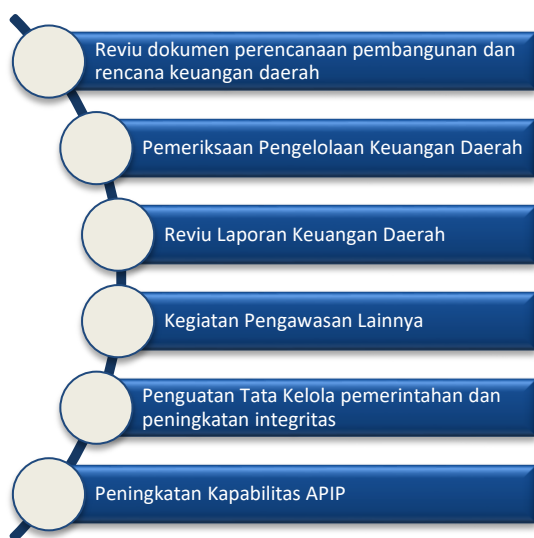 Reviu dokumen perencanaan pembangunan dan
rencana keuangan daerah
Pemeriksaan Pengelolaan Keuangan Daerah
Reviu Laporan Keuangan Daerah
Kegiatan Pengawasan Lainnya
Penguatan Tata Kelola pemerintahan dan
peningkatan integritas
Peningkatan Kapabilitas APIP